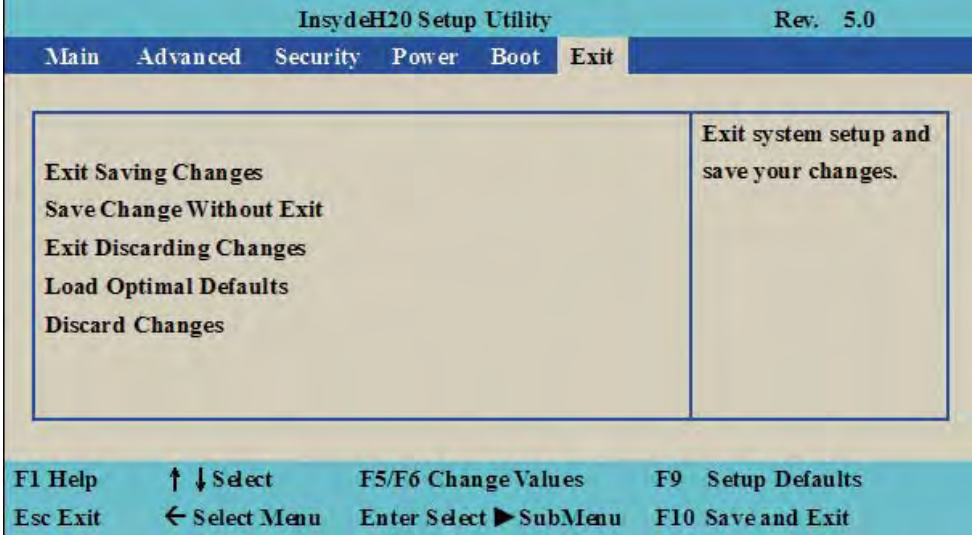 InsydeH20 Setup Utility Rev. 5.0
Main Advanced Security Power Boot Exit
Exit Saving Changes
Save Change Without Exit
Exit Discarding Changes
Load Optimal Defaults
Discard Changes
Exit system setup and
save your changes.
F1 Help ↑ ↓ Select F5/F6 Change Values F9 Setup Defaults
Esc Exit ← Select Menu Enter Select ▶ SubMenu F10 Save and Exit